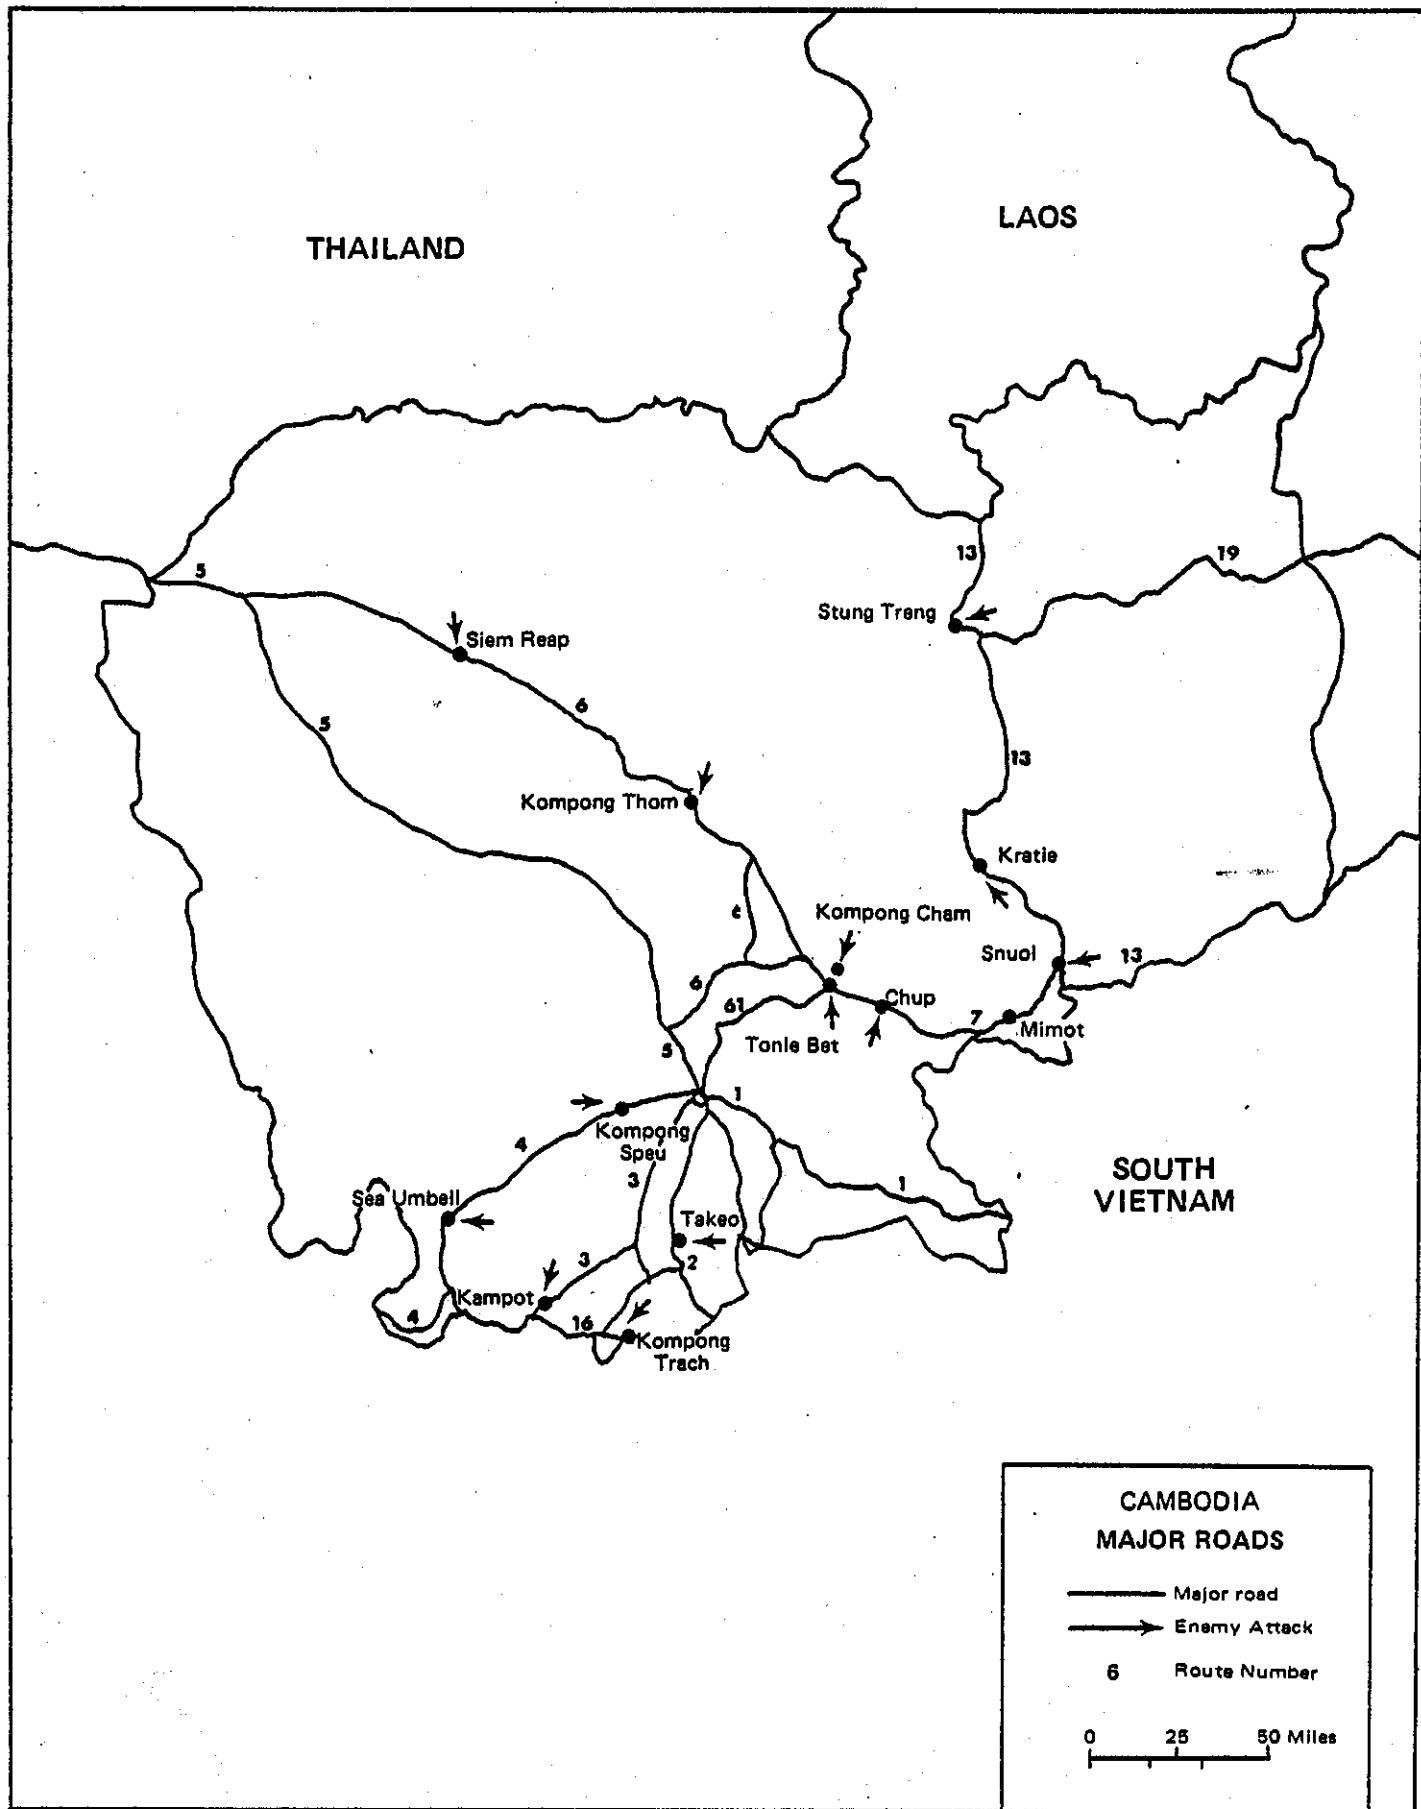 THAILAND
LAOS
5
13
19
Stung Treng
Siem Reap
6
5
13
Kompong Thom
Kratie
6
Kompong Cham
Snuol
13
6
61
Chup
7
Mimot
Tonle Bet
5
1
Kompong
Speu
4
3
1
SOUTH
VIETNAM
Sea Umbell
Takeo
3
2
Kampot
4
16
Kompong
Trach
CAMBODIA
MAJOR ROADS
Major road
Enemy Attack
6 Route Number
0 25 50 Miles